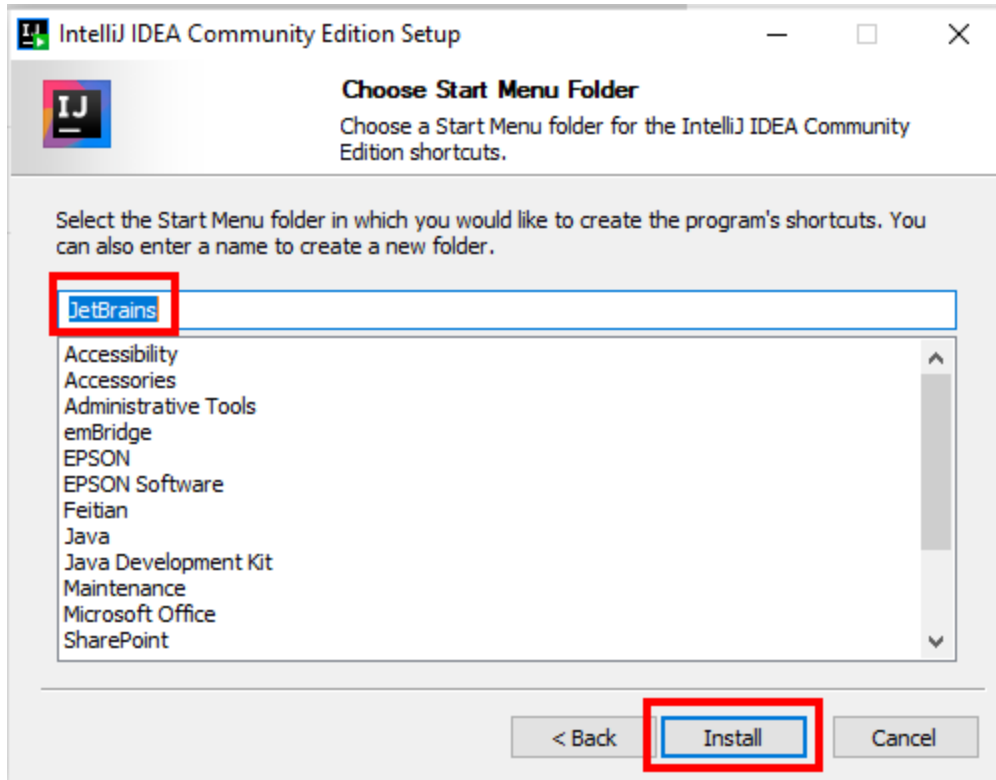 IntelliJ IDEA Community Edition Setup
IJ
Choose Start Menu Folder
Choose a Start Menu folder for the IntelliJ IDEA Community
Edition shortcuts.
Select the Start Menu folder in which you would like to create the program's shortcuts. You
can also enter a name to create a new folder.
JetBrains
Accessibility
Accessories
Administrative Tools
emBridge
EPSON
EPSON Software
Feitian
Java
Java Development Kit
Maintenance
Microsoft Office
SharePoint
< Back
Install
Cancel